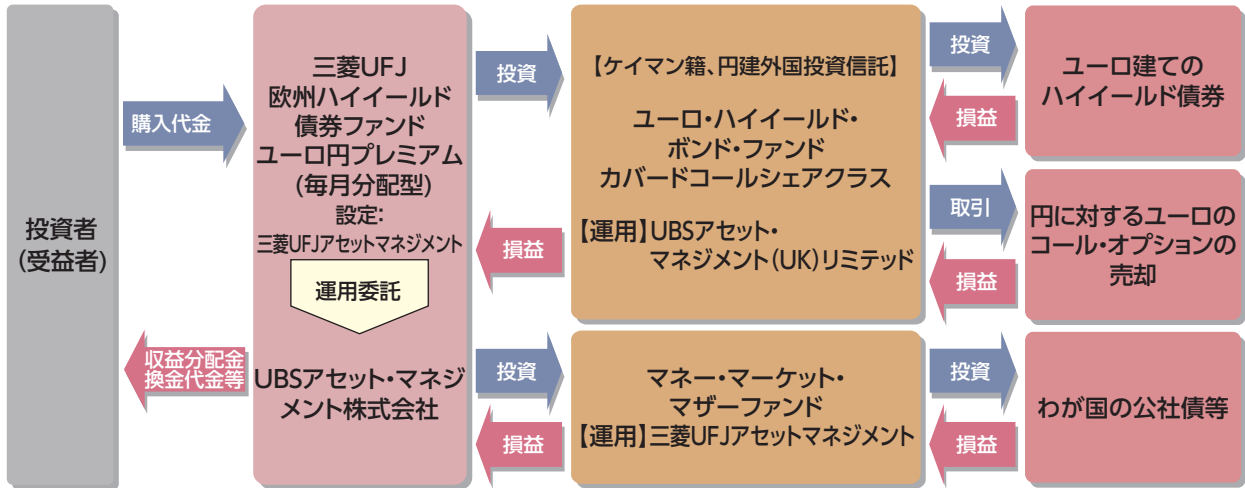 投資者
(受益者)
購入代金
収益分配金
換金代金等
三菱UFJ
欧州ハイイールド
債券ファンド
ユーロ円プレミアム
(毎月分配型)
設定:
三菱UFJアセットマネジメント
運用委託
UBSアセット・マネジ
メント株式会社
投資
損益
投資
損益
【ケイマン籍、円建外国投資信託】
ユーロ・ハイイールド・
ボンド・ファンド
カバードコールシェアクラス
【運用】UBSアセット・
マネジメント(UK)リミテッド
マネー・マーケット・
マザーファンド
【運用】三菱UFJアセットマネジメント
投資
損益
取引
損益
投資
損益
ユーロ建ての
ハイイールド債券
円に対するユーロの
コール・オプションの
売却
わが国の公社債等